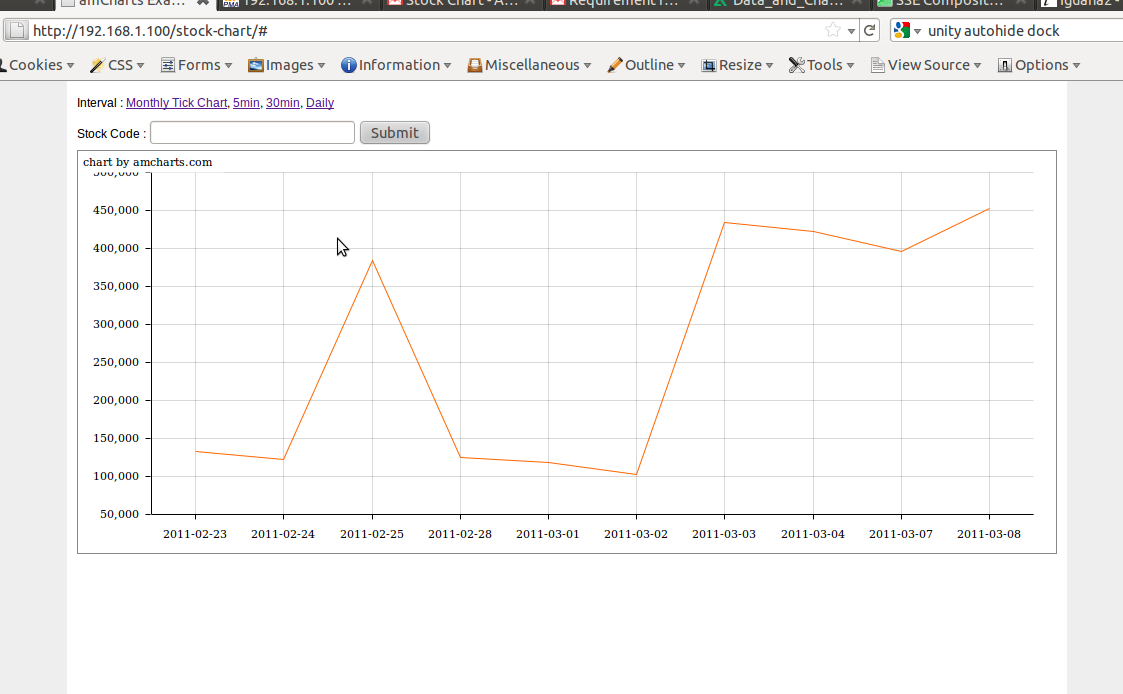 amCharts Exa...
192.168.1.100 ...
Stock Chart - A...
Requirement f...
Data_and_Cha...
SSE Composit...
http://192.168.1.100/stock-chart/#
unity autohide dock
Cookies CSS Forms Images Information Miscellaneous Outline Resize Tools View Source Options
Interval : Monthly Tick Chart, 5min, 30min, Daily
Stock Code : Submit
chart by amcharts.com
500,000
450,000
400,000
350,000
300,000
250,000
200,000
150,000
100,000
50,000
2011-02-23 2011-02-24 2011-02-25 2011-02-28 2011-03-01 2011-03-02 2011-03-03 2011-03-04 2011-03-07 2011-03-08